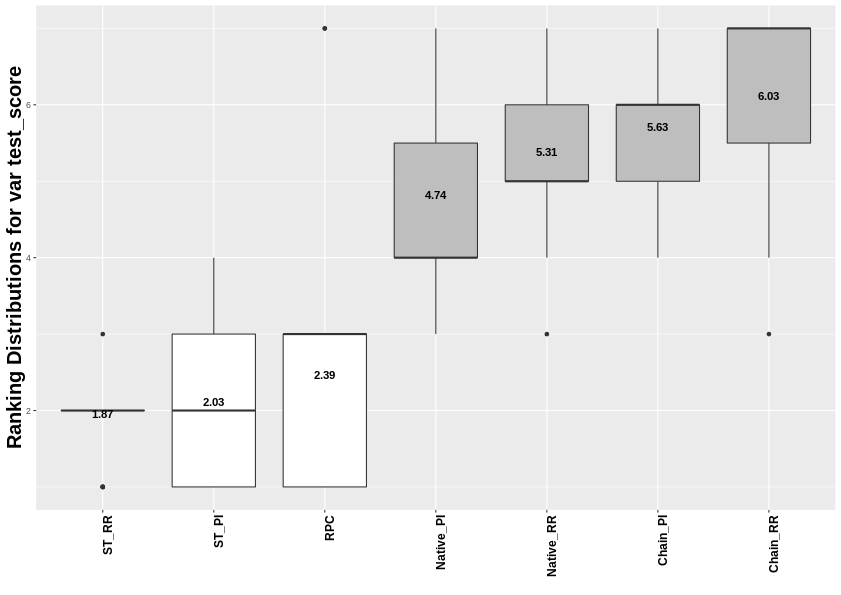 Ranking Distributions for var test_score
6
4
2
1.87
2.03
2.39
4.74
5.31
5.63
6.03
ST_RR
ST_PI
RPC
Native_PI
Native_RR
Chain_PI
Chain_RR